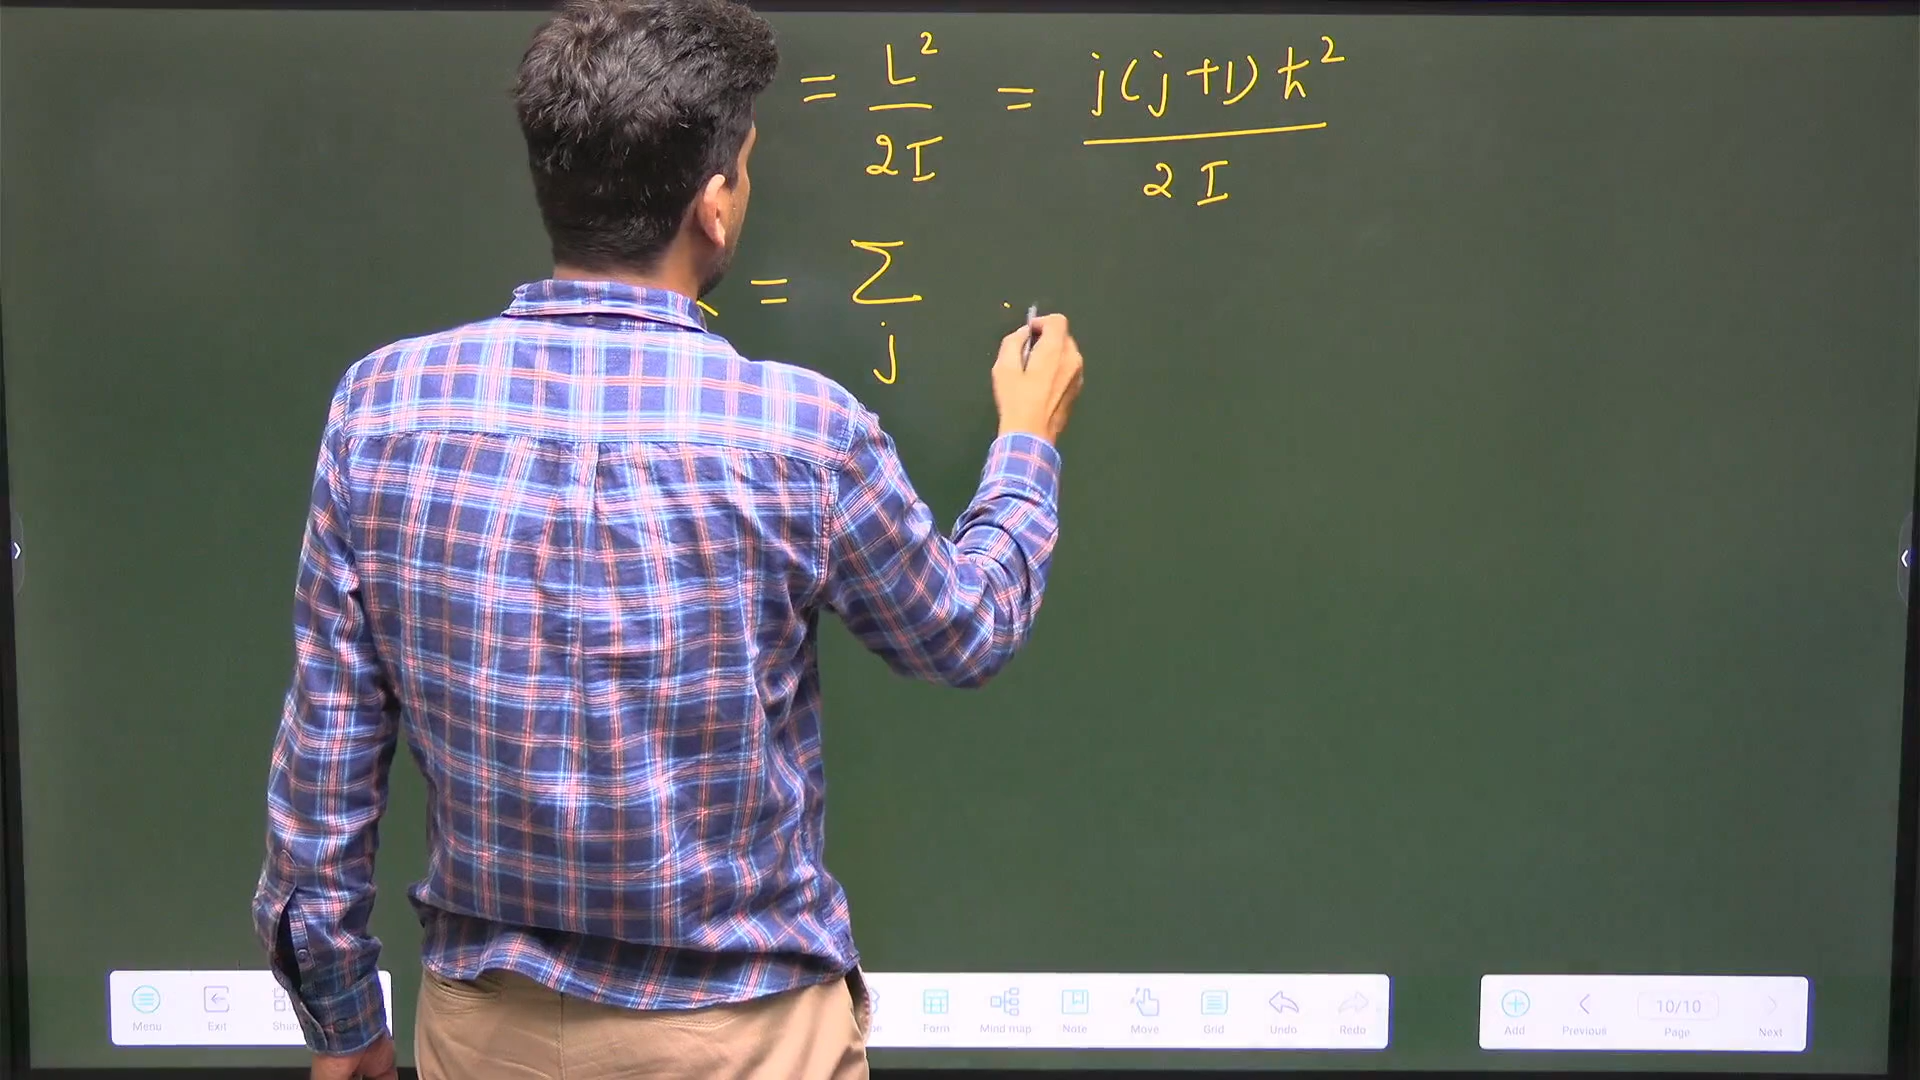 = L² / 2I = j(j+1)ħ² / 2I
= Σ j
Menu Exit Form Mind map Note Move Grid Undo Redo Add Previous 10/10 Page Next